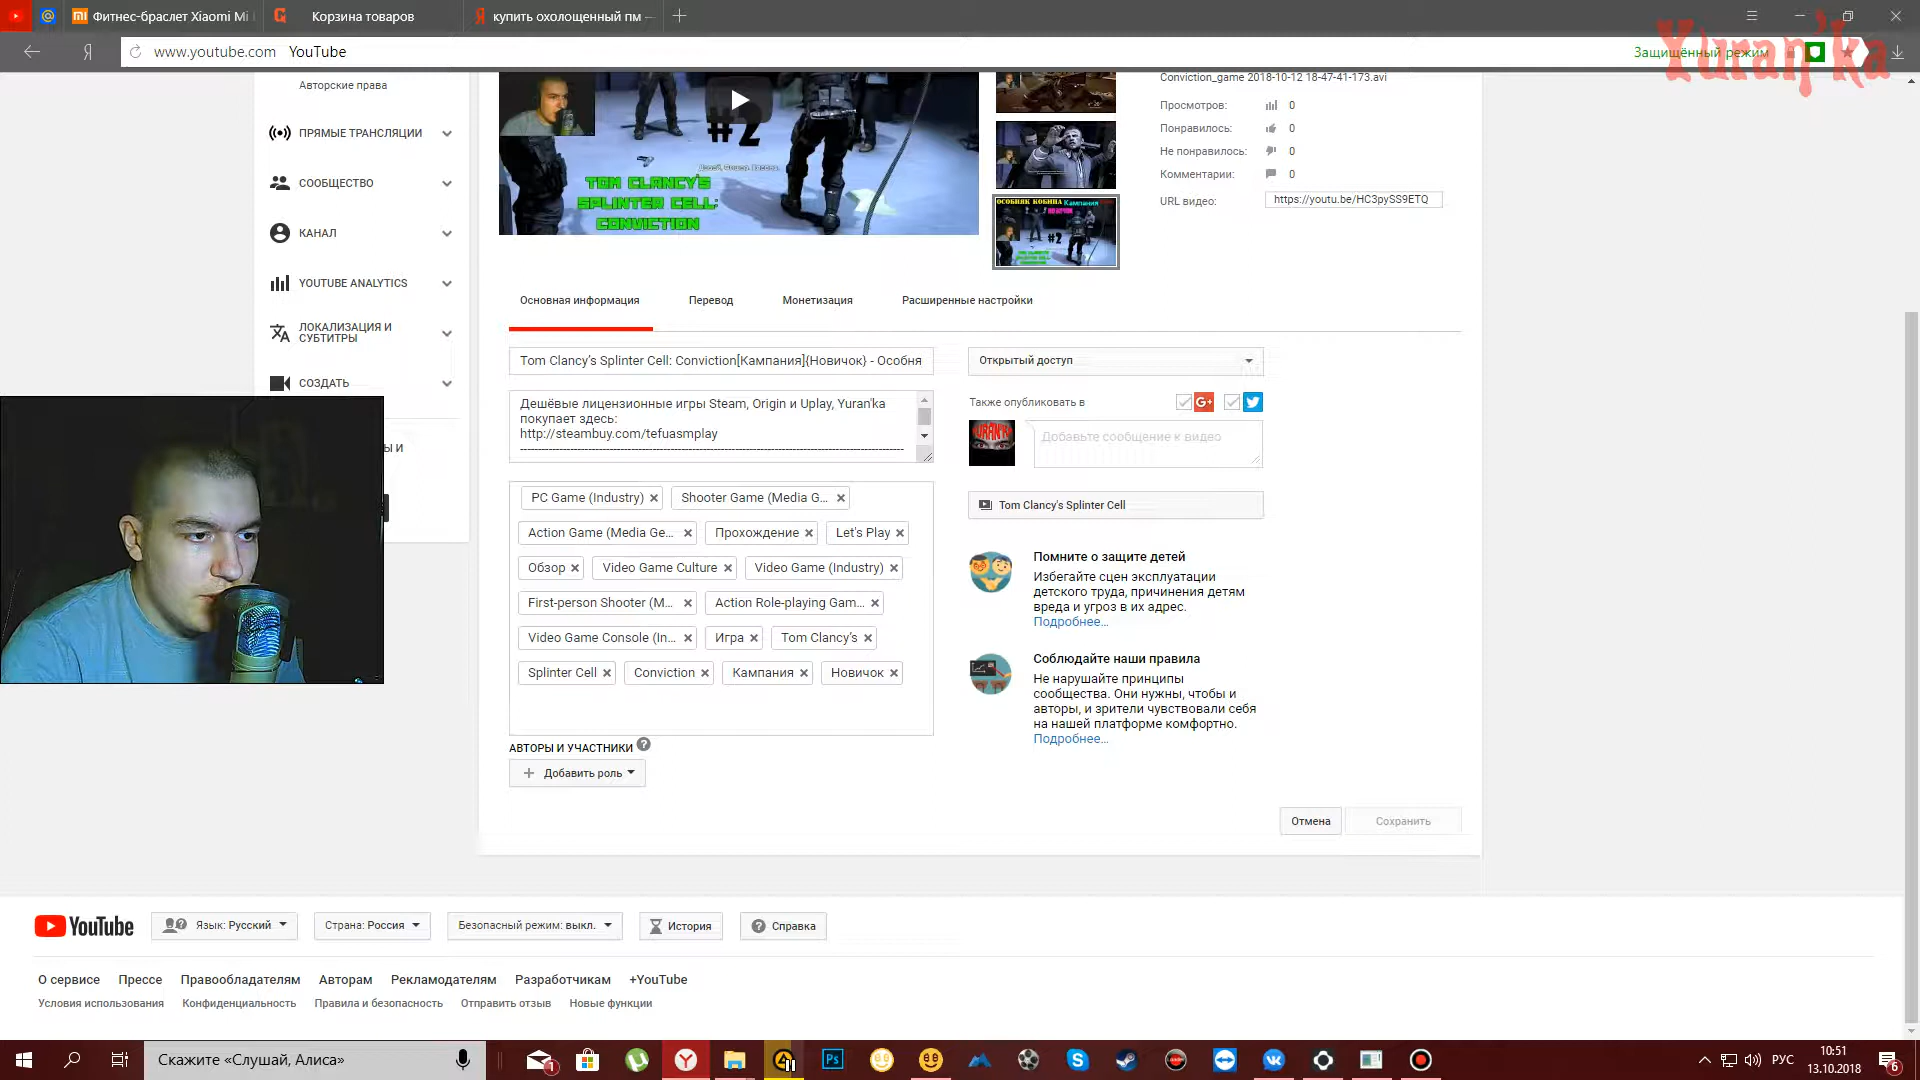 Фитнес-браслет Xiaomi Mi
Корзина товаров
купить охолощенный пм —
www.youtube.com YouTube
Защищённый режим
Yuran'ka
Авторские права
ПРЯМЫЕ ТРАНСЛЯЦИИ
СООБЩЕСТВО
КАНАЛ
YOUTUBE ANALYTICS
ЛОКАЛИЗАЦИЯ И
СУБТИТРЫ
СОЗДАТЬ
Ы И
#2
TOM CLANCY'S
SPLINTER CELL:
CONVICTION
ОСОБНЯК КОБИНА Кампания
#2
Conviction_game 2018-10-12 18-47-41-173.avi
Просмотров: 0
Понравилось: 0
Не понравилось: 0
Комментарии: 0
URL видео: https://youtu.be/HC3pySS9ETQ
Основная информация
Перевод
Монетизация
Расширенные настройки
Tom Clancy’s Splinter Cell: Conviction[Кампания]{Новичок} - Особня
Дешёвые лицензионные игры Steam, Origin и Uplay, Yuran'ka
покупает здесь:
http://steambuy.com/tefuasmplay
PC Game (Industry) Shooter Game (Media G...
Action Game (Media Ge... Прохождение Let's Play
Обзор Video Game Culture Video Game (Industry)
First-person Shooter (M... Action Role-playing Gam...
Video Game Console (In... Игра Tom Clancy’s
Splinter Cell Conviction Кампания Новичок
АВТОРЫ И УЧАСТНИКИ
Добавить роль
Открытый доступ
Также опубликовать в
G+
YURAN'KA
Добавьте сообщение к видео
Tom Clancy's Splinter Cell
Помните о защите детей
Избегайте сцен эксплуатации
детского труда, причинения детям
вреда и угроз в их адрес.
Подробнее...
Соблюдайте наши правила
Не нарушайте принципы
сообщества. Они нужны, чтобы и
авторы, и зрители чувствовали себя
на нашей платформе комфортно.
Подробнее...
Отмена
Сохранить
YouTube
Язык: Русский
Страна: Россия
Безопасный режим: выкл.
История
Справка
О сервисе Прессе Правообладателям Авторам Рекламодателям Разработчикам +YouTube
Условия использования Конфиденциальность Правила и безопасность Отправить отзыв Новые функции
Скажите «Слушай, Алиса»
1
Ps
РУС
10:51
13.10.2018
6